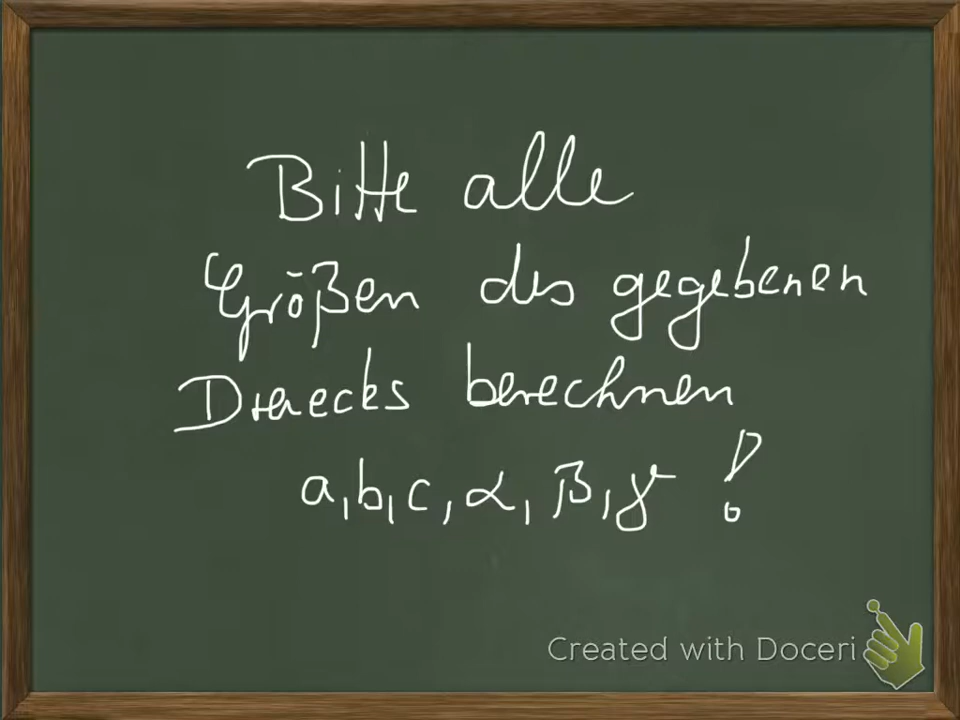 Bitte alle
Größen des gegebenen
Dreiecks berechnen
a, b, c, α, β, γ !
Created with Doceri